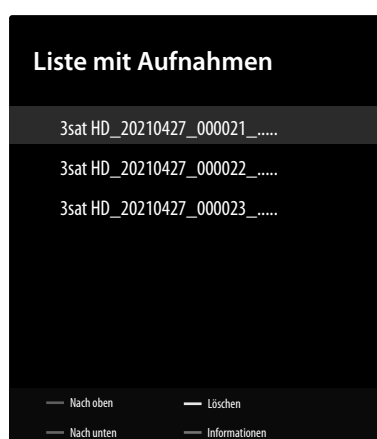 Liste mit Aufnahmen
3sat HD_20210427_000021_.....
3sat HD_20210427_000022_.....
3sat HD_20210427_000023_.....
Nach oben Löschen
Nach unten Informationen